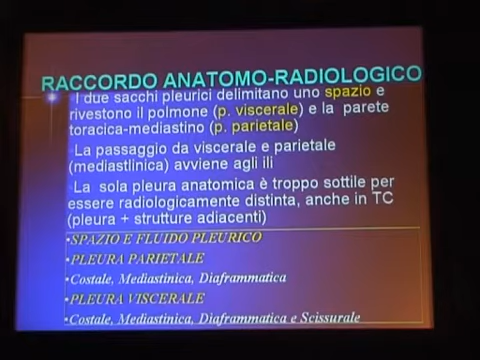 RACCORDO ANATOMO-RADIOLOGICO
•I due sacchi pleurici delimitano uno spazio e
rivestono il polmone (p. viscerale) e la parete
toracica-mediastino (p. parietale)
•La passaggio da viscerale e parietale
(mediastlinica) avviene agli ili
•La sola pleura anatomica è troppo sottile per
essere radiologicamente distinta, anche in TC
(pleura + strutture adiacenti)
•SPAZIO E FLUIDO PLEURICO
•PLEURA PARIETALE
•Costale, Mediastinica, Diaframmatica
•PLEURA VISCERALE
•Costale, Mediastinica, Diaframmatica e Scissurale